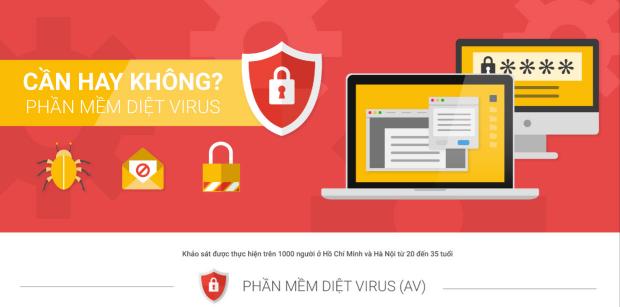 CẦN HAY KHÔNG?
PHẦN MỀM DIỆT VIRUS
****
Khảo sát được thực hiện trên 1000 người ở Hồ Chí Minh và Hà Nội từ 20 đến 35 tuổi
PHẦN MỀM DIỆT VIRUS (AV)